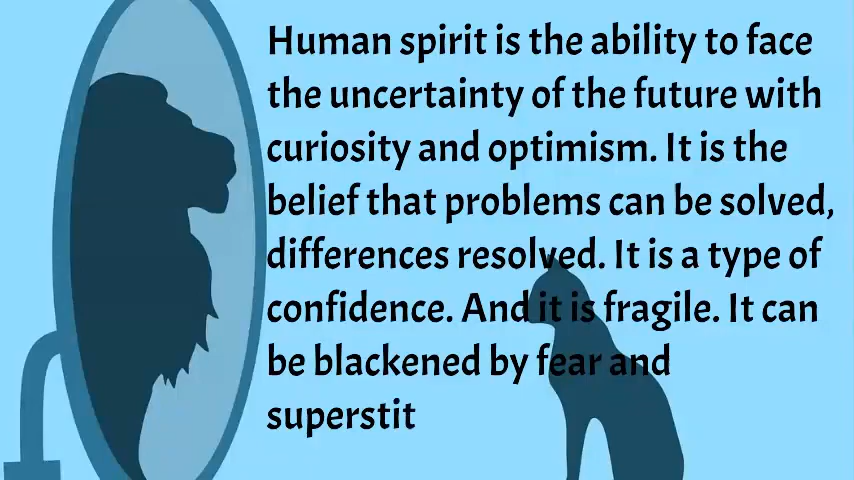 Human spirit is the ability to face
the uncertainty of the future with
curiosity and optimism. It is the
belief that problems can be solved,
differences resolved. It is a type of
confidence. And it is fragile. It can
be blackened by fear and
superstit